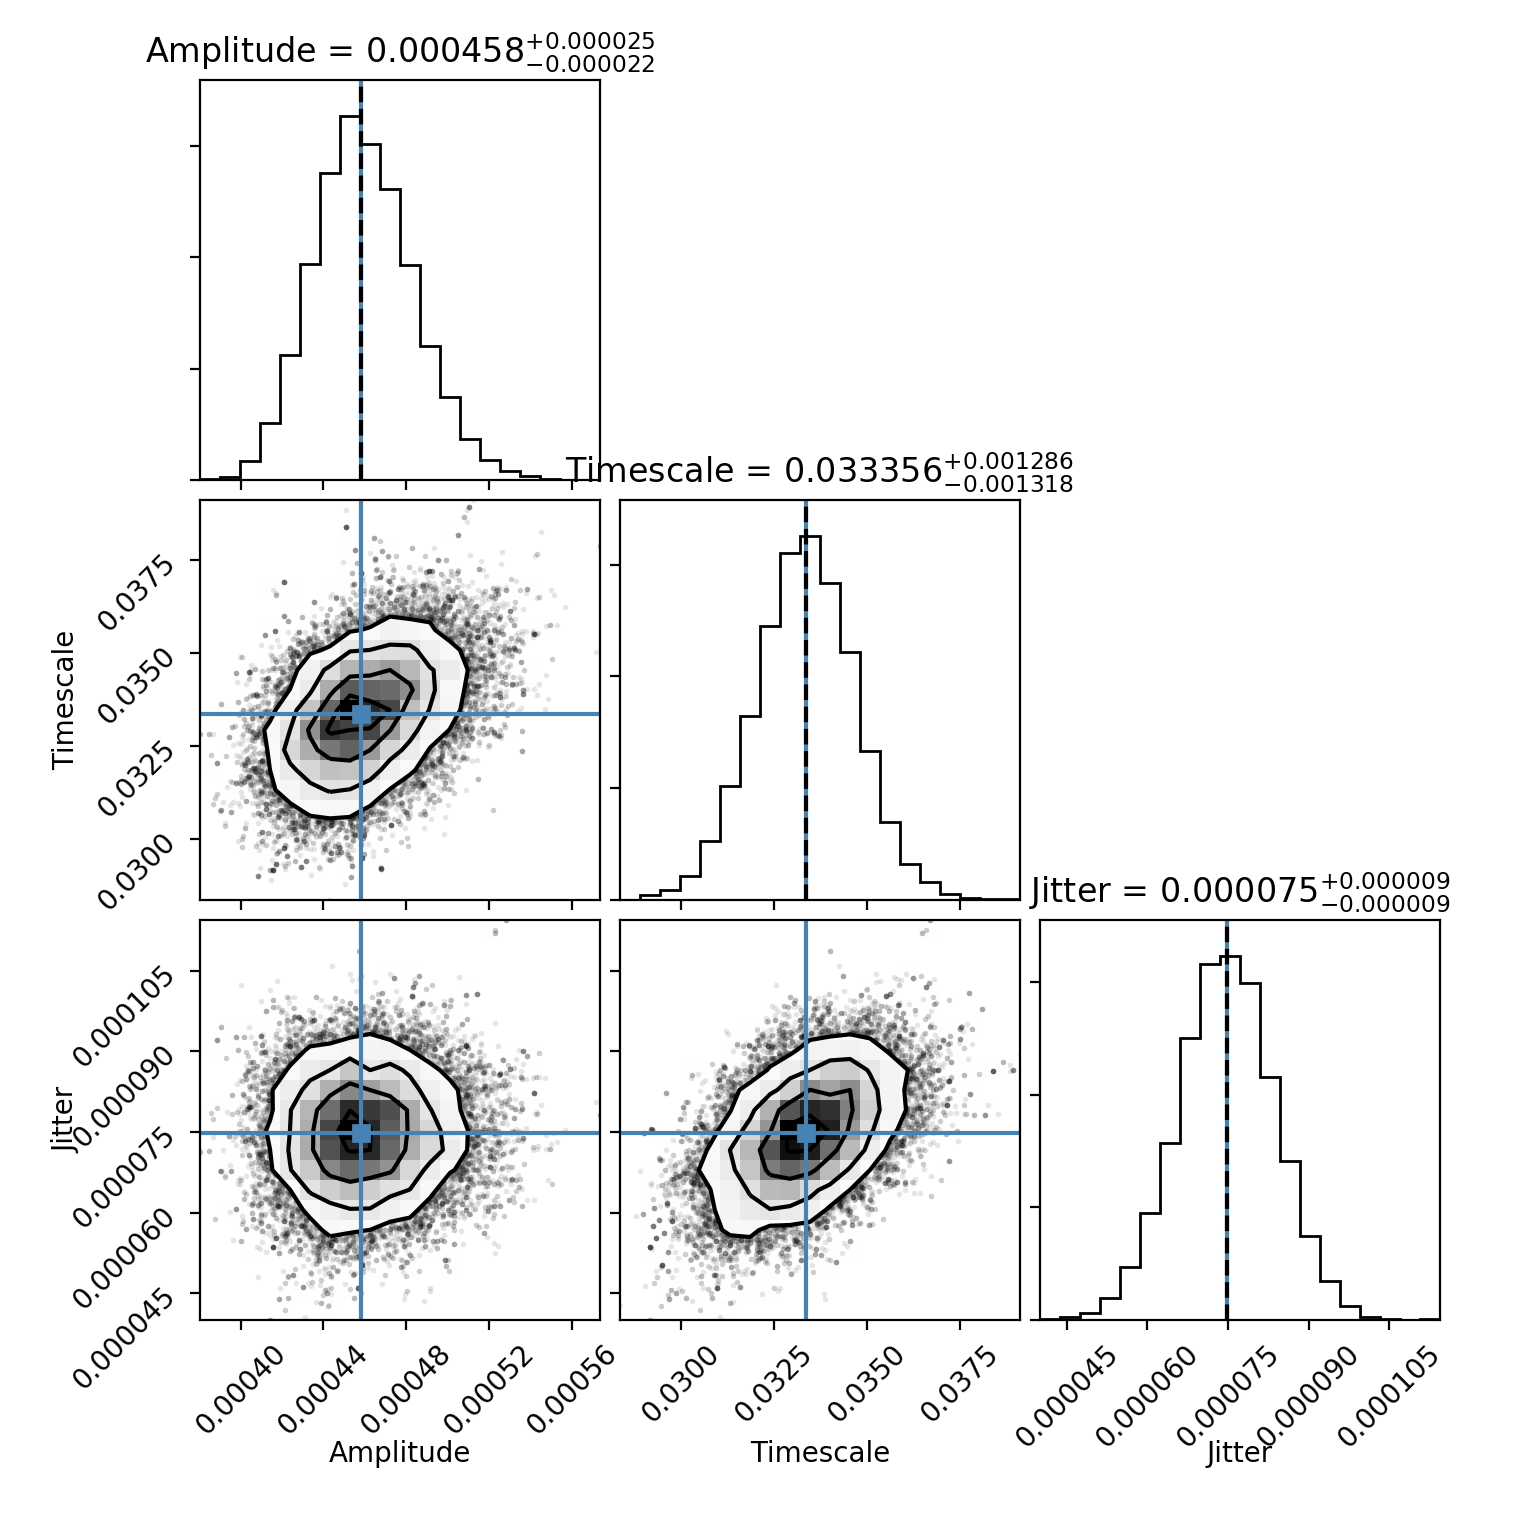 Amplitude = 0.000458 +0.000025 −0.000022
Timescale = 0.033356 +0.001286 −0.001318
Timescale
0.0375
0.0350
0.0325
0.0300
Jitter = 0.000075 +0.000009 −0.000009
Jitter
0.000105
0.000090
0.000075
0.000060
0.000045
0.00040 0.00044 0.00048 0.00052 0.00056
0.0300 0.0325 0.0350 0.0375
0.000045 0.000060 0.000075 0.000090 0.000105
Amplitude
Timescale
Jitter